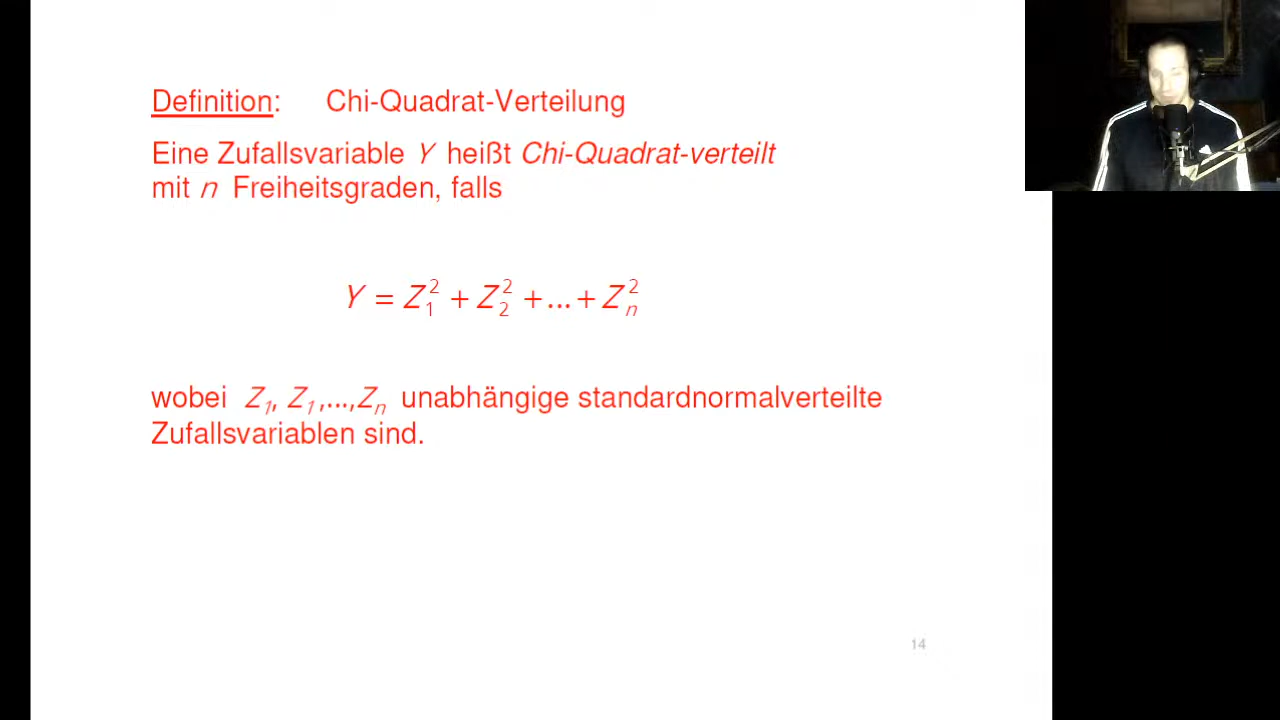 Definition: Chi-Quadrat-Verteilung
Eine Zufallsvariable Y heißt Chi-Quadrat-verteilt
mit n Freiheitsgraden, falls
Y = Z₁² + Z₂² + ... + Zₙ²
wobei Z₁, Z₁,...,Zₙ unabhängige standardnormalverteilte
Zufallsvariablen sind.
14